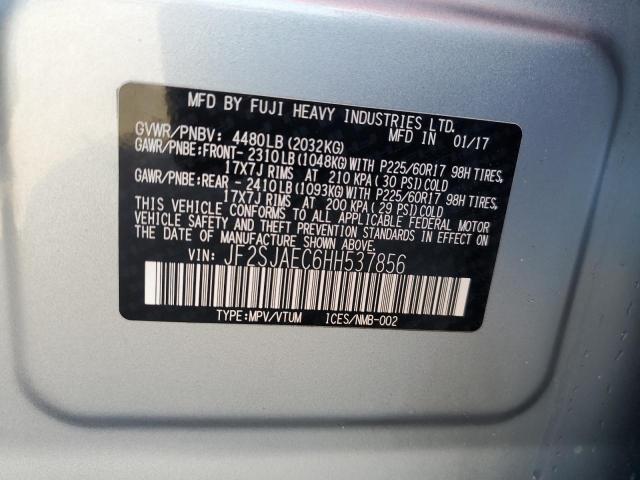 MFD BY FUJI HEAVY INDUSTRIES LTD.
GVWR/PNBV: 4480LB(2032KG) MFD IN 01/17
GAWR/PNBE:FRONT- 2310LB(1048KG)WITH P225/60R17 98H TIRES,
17X7J RIMS AT 210 KPA(30 PSI)COLD
GAWR/PNBE:REAR - 2410LB(1093KG)WITH P225/60R17 98H TIRES,
17X7J RIMS AT 200 KPA(29 PSI)COLD
THIS VEHICLE CONFORMS TO ALL APPLICABLE FEDERAL MOTOR
VEHICLE SAFETY AND THEFT PREVENTION STANDARDS IN EFFECT
ON THE DATE OF MANUFACTURE SHOWN ABOVE.
VIN: JF2SJAEC6HH537856
TYPE:MPV/VTUM ICES/NMB-002